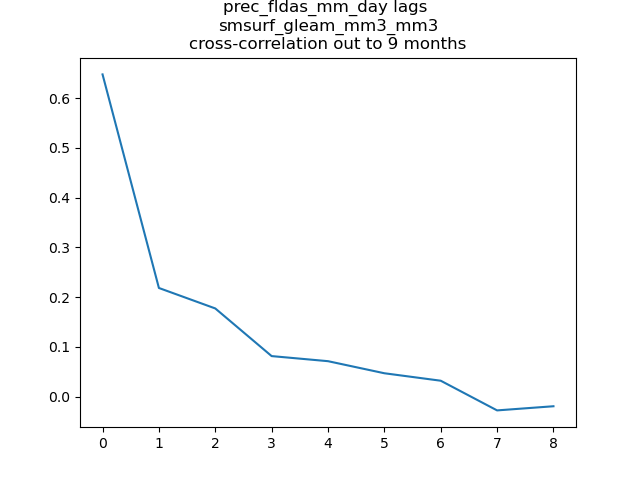 prec_fldas_mm_day lags
smsurf_gleam_mm3_mm3
cross-correlation out to 9 months
0.6
0.5
0.4
0.3
0.2
0.1
0.0
0 1 2 3 4 5 6 7 8